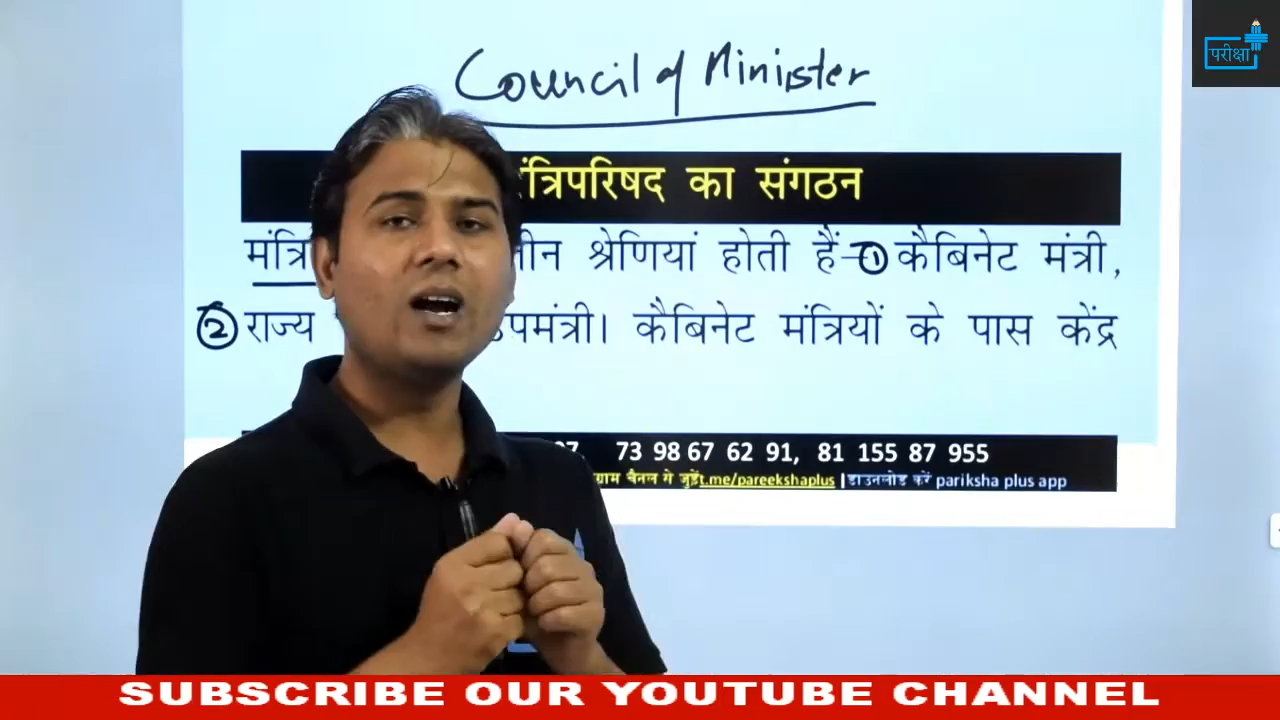 परीक्षा
Council of Minister
त्रिपरिषद का संगठन
मंत्रि श्रेणियां होती हैं-① कैबिनेट मंत्री,
② राज्य पमंत्री। कैबिनेट मंत्रियों के पास केंद्र
73 98 67 62 91, 81 155 87 955
ग्राम चैनल से जुड़ें t.me/pareekshaplus | डाउनलोड करें pariksha plus app
SUBSCRIBE OUR YOUTUBE CHANNEL